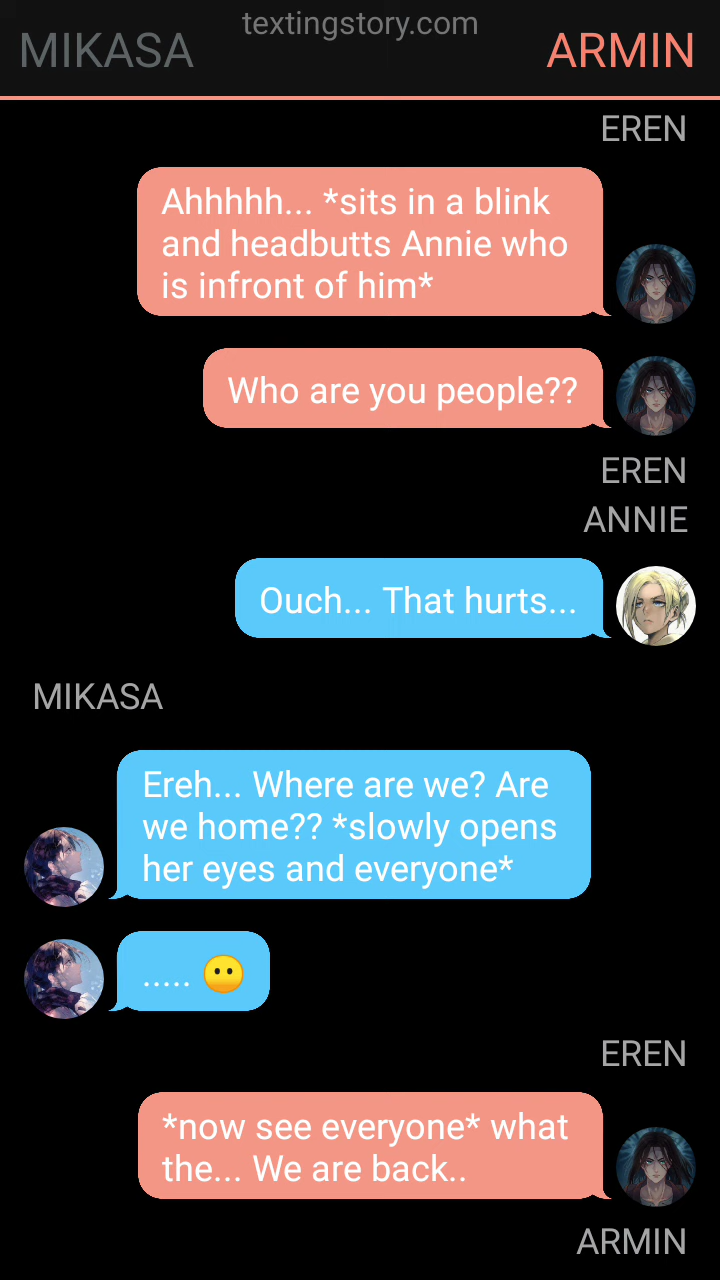 textingstory.com
MIKASA
ARMIN
EREN
Ahhhhh... *sits in a blink
and headbutts Annie who
is infront of him*
Who are you people??
EREN
ANNIE
Ouch... That hurts...
MIKASA
Ereh... Where are we? Are
we home?? *slowly opens
her eyes and everyone*
..... 😶
EREN
*now see everyone* what
the... We are back..
ARMIN